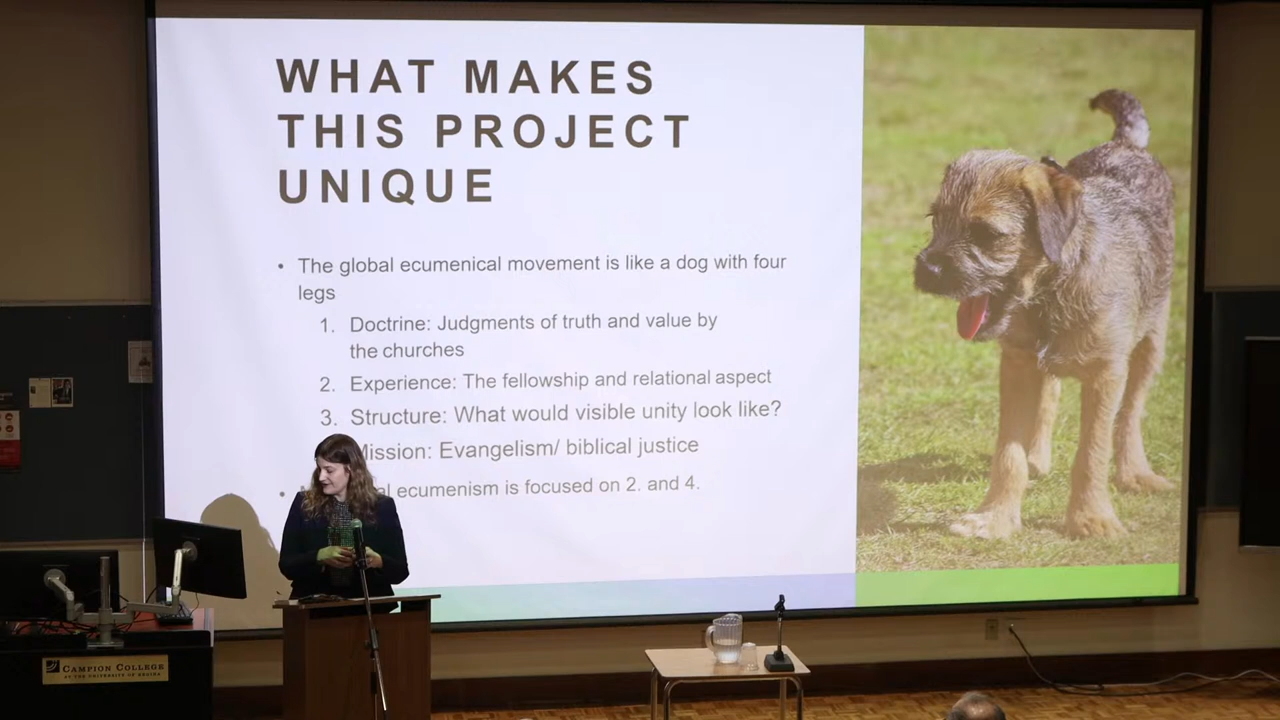 WHAT MAKES
THIS PROJECT
UNIQUE
• The global ecumenical movement is like a dog with four
legs
1. Doctrine: Judgments of truth and value by
the churches
2. Experience: The fellowship and relational aspect
3. Structure: What would visible unity look like?
Mission: Evangelism/ biblical justice
• ecumenism is focused on 2. and 4.
CAMPION COLLEGE
AT THE UNIVERSITY OF REGINA